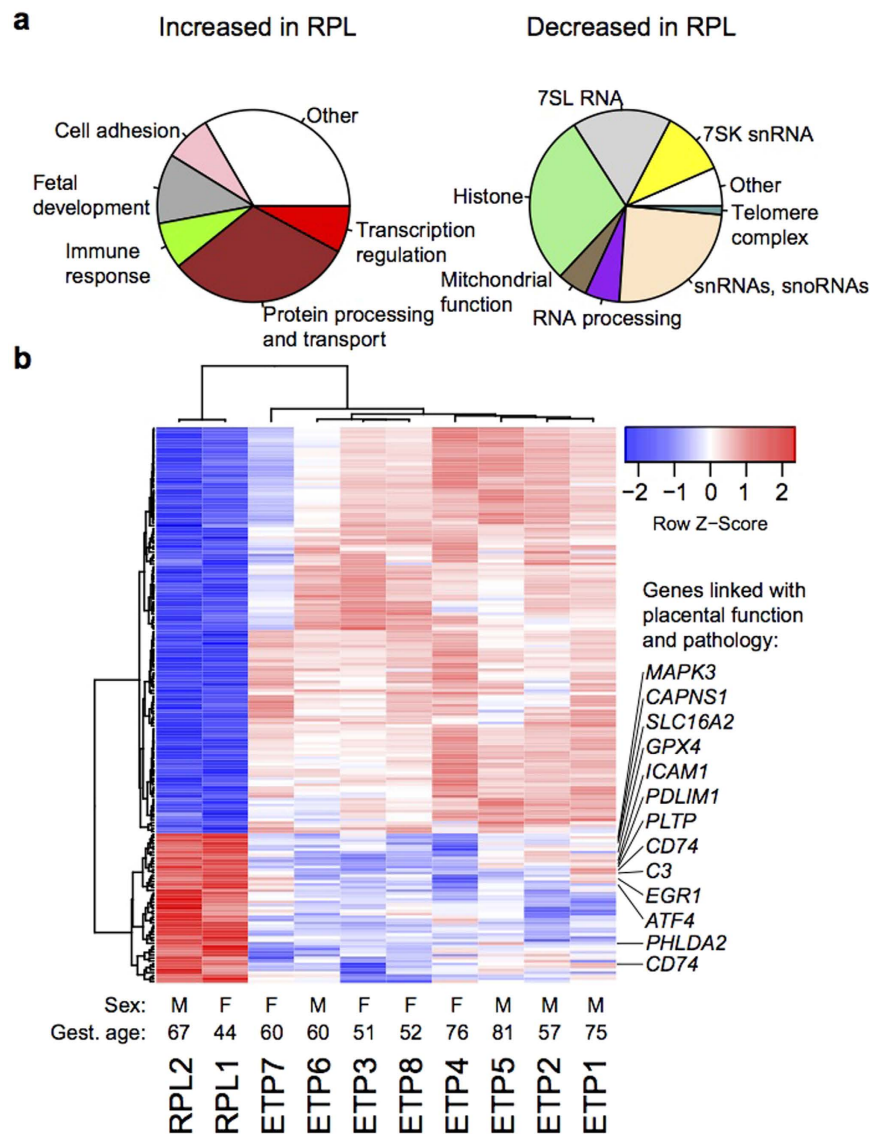 a
Increased in RPL
Decreased in RPL
Other
Cell adhesion
Fetal
development
Immune
response
Protein processing
and transport
Transcription
regulation
7SL RNA
7SK snRNA
Other
Telomere
complex
snRNAs, snoRNAs
RNA processing
Mitchondrial
function
Histone
b
−2 −1 0 1 2
Row Z−Score
Genes linked with
placental function
and pathology:
MAPK3
CAPNS1
SLC16A2
GPX4
ICAM1
PDLIM1
PLTP
CD74
C3
EGR1
ATF4
PHLDA2
CD74
Sex: M F F M F F F M M M
Gest. age: 67 44 60 60 51 52 76 81 57 75
RPL2 RPL1 ETP7 ETP6 ETP3 ETP8 ETP4 ETP5 ETP2 ETP1